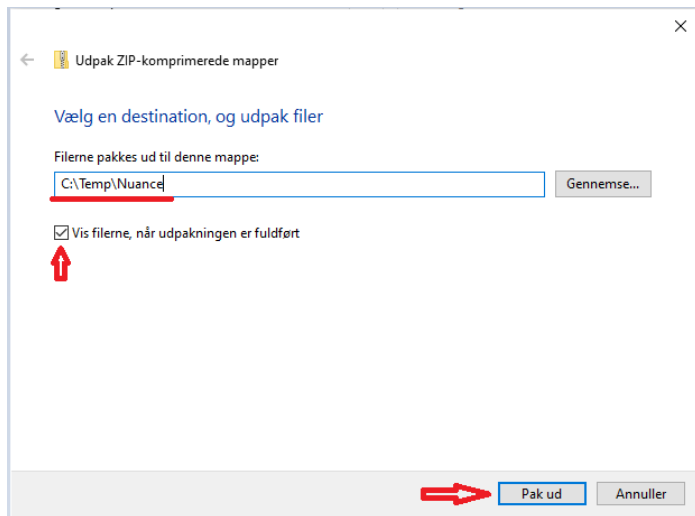 Udpak ZIP-komprimerede mapper
Vælg en destination, og udpak filer
Filerne pakkes ud til denne mappe:
C:\Temp\Nuance
Gennemse...
Vis filerne, når udpakningen er fuldført
Pak ud
Annuller